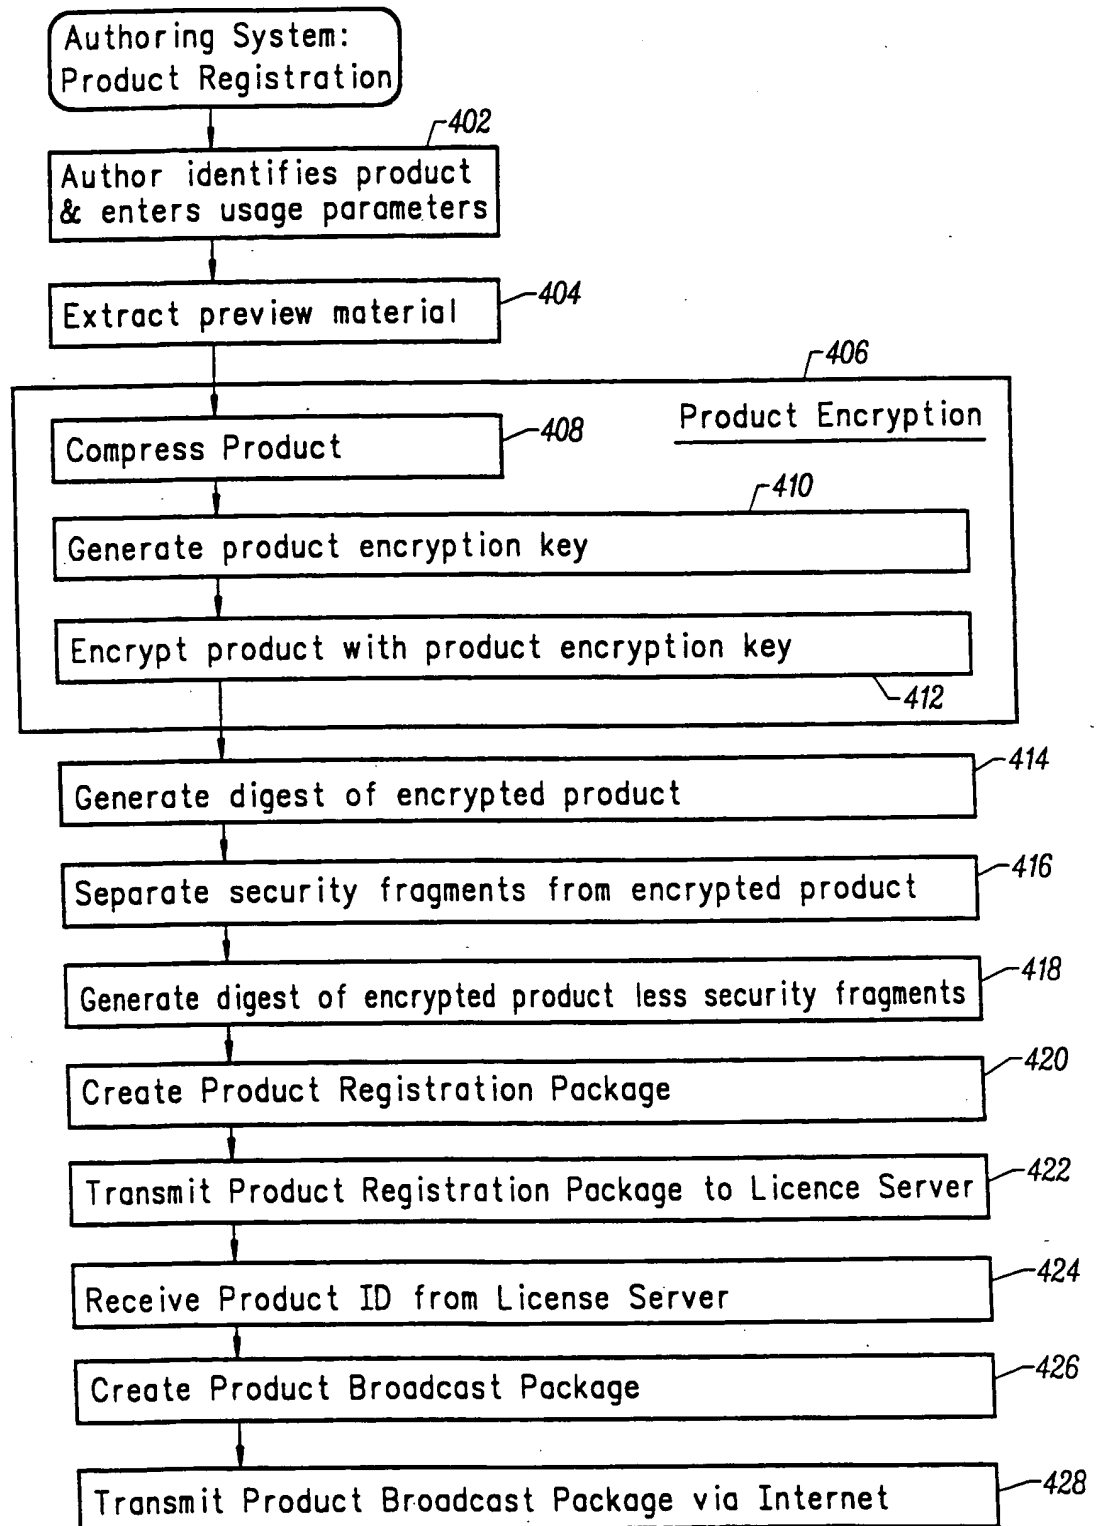 Authoring System:
Product Registration
402
Author identifies product
& enters usage parameters
404
Extract preview material
406
Product Encryption
408
Compress Product
410
Generate product encryption key
Encrypt product with product encryption key
412
414
Generate digest of encrypted product
416
Separate security fragments from encrypted product
418
Generate digest of encrypted product less security fragments
420
Create Product Registration Package
422
Transmit Product Registration Package to Licence Server
424
Receive Product ID from License Server
426
Create Product Broadcast Package
428
Transmit Product Broadcast Package via Internet